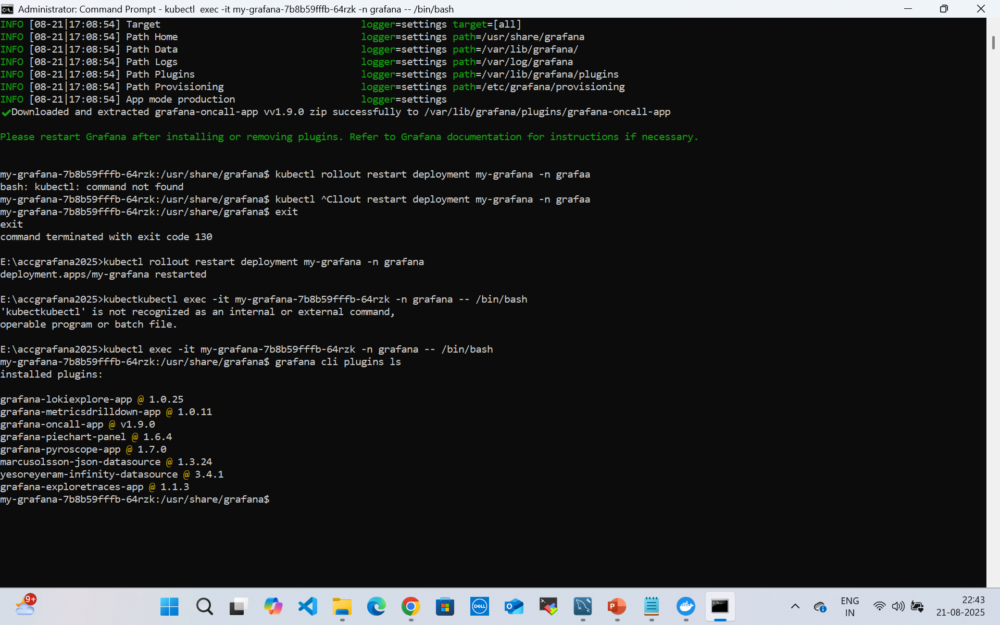 Administrator: Command Prompt - kubectl  exec -it my-grafana-7b8b59fffb-64rzk -n grafana -- /bin/bash
INFO [08-21|17:08:54] Target                                   logger=settings target=[all]
INFO [08-21|17:08:54] Path Home                                logger=settings path=/usr/share/grafana
INFO [08-21|17:08:54] Path Data                                logger=settings path=/var/lib/grafana/
INFO [08-21|17:08:54] Path Logs                                logger=settings path=/var/log/grafana
INFO [08-21|17:08:54] Path Plugins                             logger=settings path=/var/lib/grafana/plugins
INFO [08-21|17:08:54] Path Provisioning                        logger=settings path=/etc/grafana/provisioning
INFO [08-21|17:08:54] App mode production                      logger=settings
✔Downloaded and extracted grafana-oncall-app vv1.9.0 zip successfully to /var/lib/grafana/plugins/grafana-oncall-app
Please restart Grafana after installing or removing plugins. Refer to Grafana documentation for instructions if necessary.
my-grafana-7b8b59fffb-64rzk:/usr/share/grafana$ kubectl rollout restart deployment my-grafana -n grafaa
bash: kubectl: command not found
my-grafana-7b8b59fffb-64rzk:/usr/share/grafana$ kubectl ^Cllout restart deployment my-grafana -n grafaa
my-grafana-7b8b59fffb-64rzk:/usr/share/grafana$ exit
exit
command terminated with exit code 130
E:\accgrafana2025>kubectl rollout restart deployment my-grafana -n grafana
deployment.apps/my-grafana restarted
E:\accgrafana2025>kubectkubectl exec -it my-grafana-7b8b59fffb-64rzk -n grafana -- /bin/bash
'kubectkubectl' is not recognized as an internal or external command,
operable program or batch file.
E:\accgrafana2025>kubectl exec -it my-grafana-7b8b59fffb-64rzk -n grafana -- /bin/bash
my-grafana-7b8b59fffb-64rzk:/usr/share/grafana$ grafana cli plugins ls
installed plugins:
grafana-lokiexplore-app @ 1.0.25
grafana-metricsdrilldown-app @ 1.0.11
grafana-oncall-app @ v1.9.0
grafana-piechart-panel @ 1.6.4
grafana-pyroscope-app @ 1.7.0
marcusolsson-json-datasource @ 1.3.24
yesoreyeram-infinity-datasource @ 3.4.1
grafana-exploretraces-app @ 1.1.3
my-grafana-7b8b59fffb-64rzk:/usr/share/grafana$
9+
DELL
ENG
IN
22:43
21-08-2025